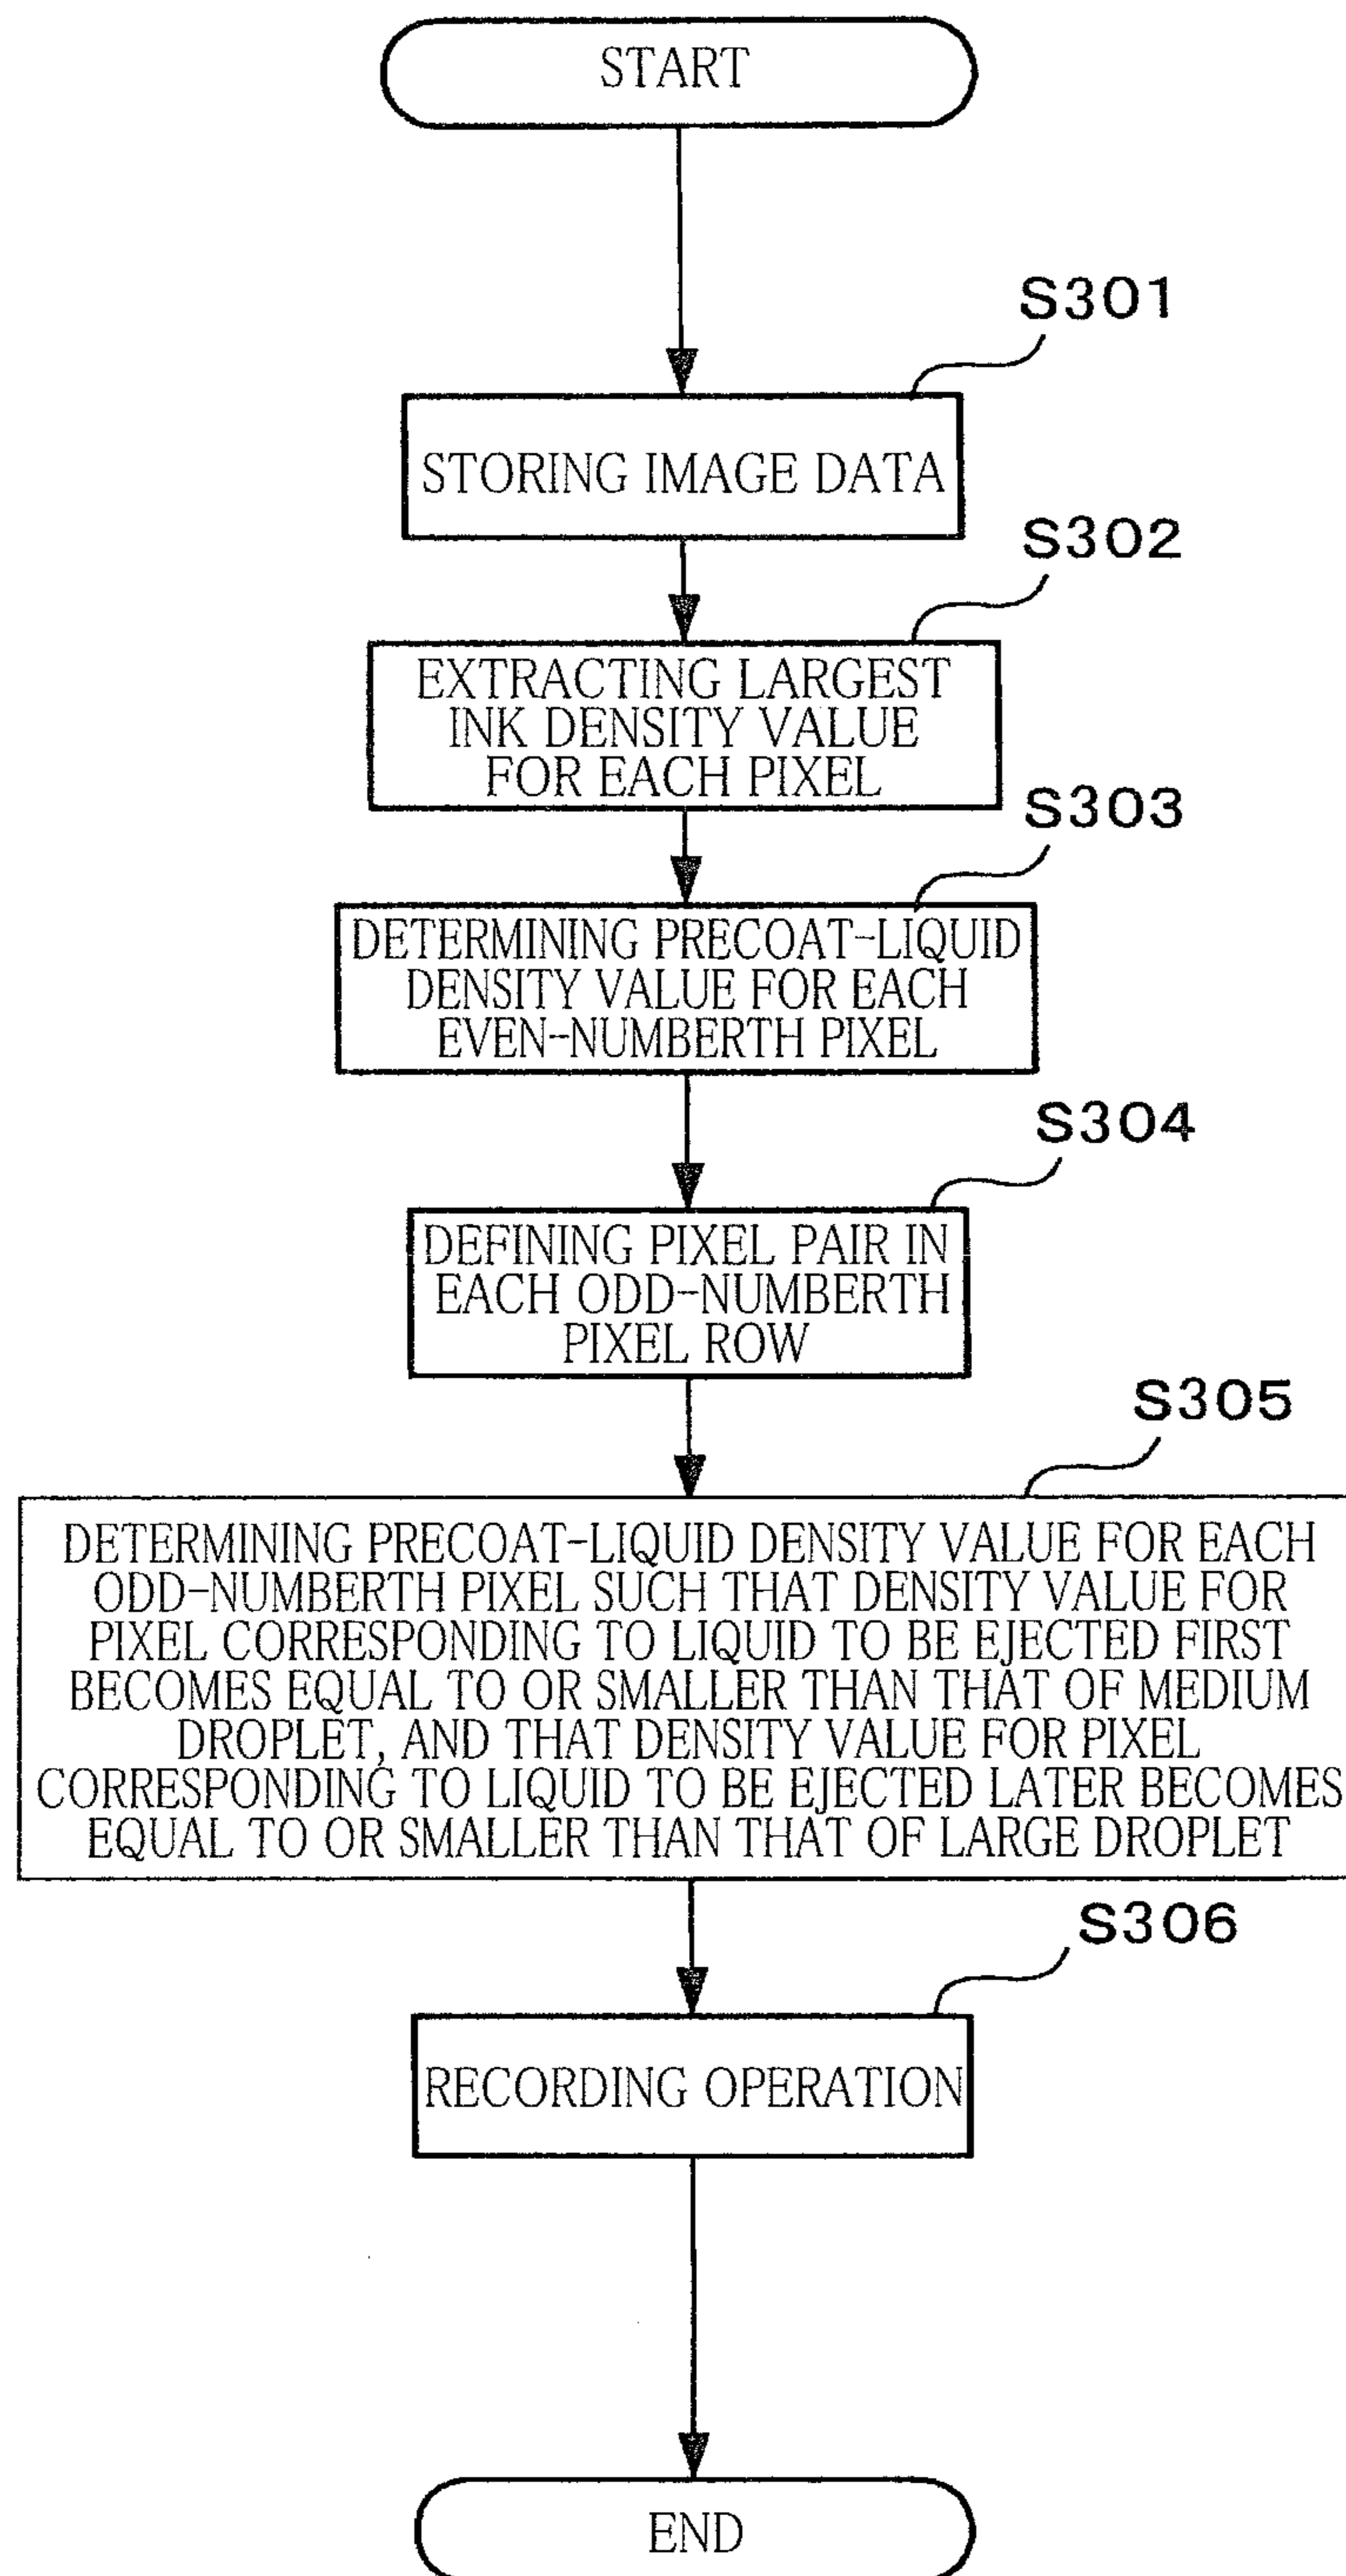 START
S301
STORING IMAGE DATA
S302
EXTRACTING LARGEST
INK DENSITY VALUE
FOR EACH PIXEL
S303
DETERMINING PRECOAT-LIQUID
DENSITY VALUE FOR EACH
EVEN-NUMBERTH PIXEL
S304
DEFINING PIXEL PAIR IN
EACH ODD-NUMBERTH
PIXEL ROW
S305
DETERMINING PRECOAT-LIQUID DENSITY VALUE FOR EACH
ODD-NUMBERTH PIXEL SUCH THAT DENSITY VALUE FOR
PIXEL CORRESPONDING TO LIQUID TO BE EJECTED FIRST
BECOMES EQUAL TO OR SMALLER THAN THAT OF MEDIUM
DROPLET, AND THAT DENSITY VALUE FOR PIXEL
CORRESPONDING TO LIQUID TO BE EJECTED LATER BECOMES
EQUAL TO OR SMALLER THAN THAT OF LARGE DROPLET
S306
RECORDING OPERATION
END